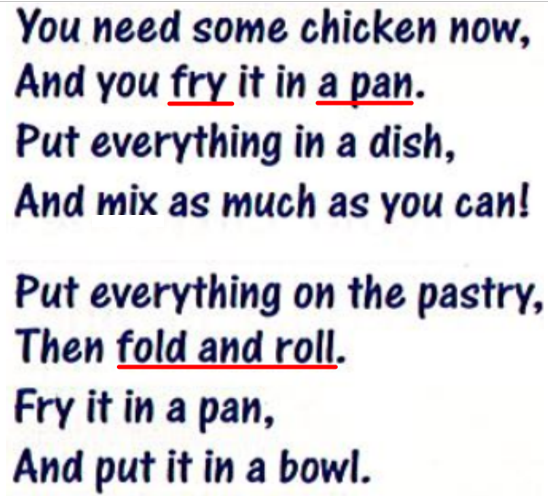 You need some chicken now,
And you fry it in a pan.
Put everything in a dish,
And mix as much as you can!
Put everything on the pastry,
Then fold and roll.
Fry it in a pan,
And put it in a bowl.